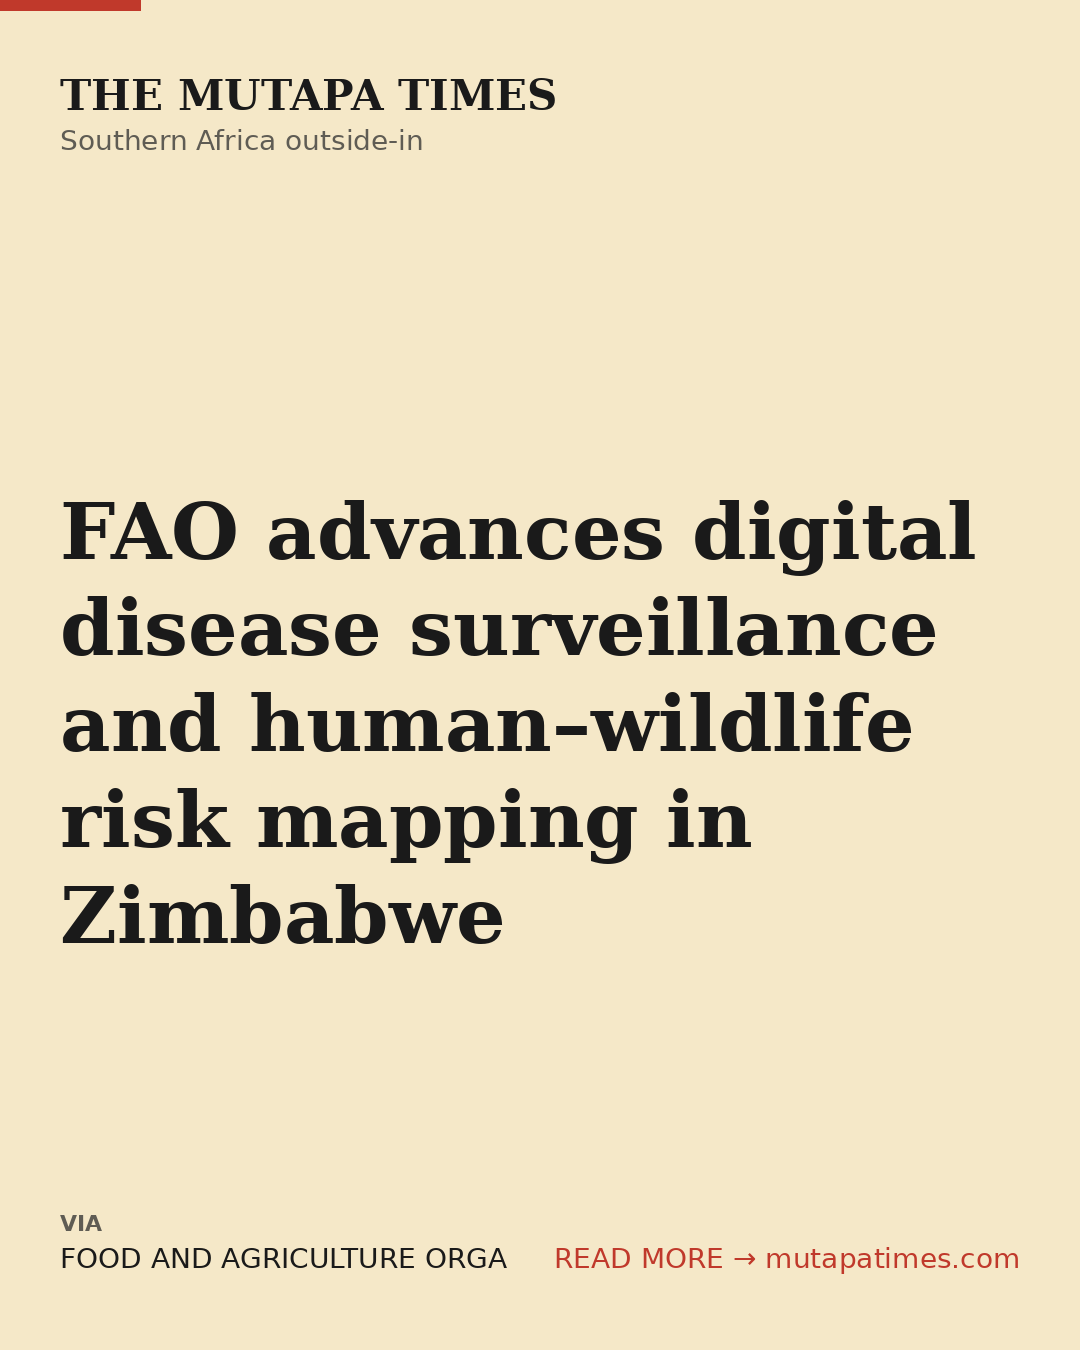 THE MUTAPA TIMES
Southern Africa outside-in
FAO advances digital
disease surveillance
and human–wildlife
risk mapping in
Zimbabwe
VIA
FOOD AND AGRICULTURE ORGA
READ MORE → mutapatimes.com